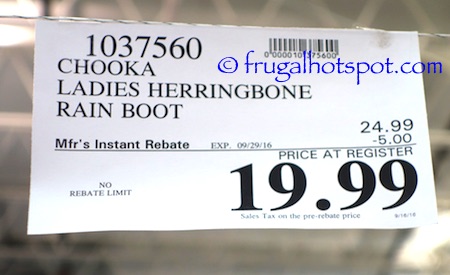 1037560
0000010375600
CHOOKA
© frugalhotspot.com
LADIES HERRINGBONE
RAIN BOOT
24.99
-5.00
Mfr's Instant Rebate EXP. 09/29/16
PRICE AT REGISTER
19.99
NO
REBATE LIMIT
Sales Tax on the pre-rebate price